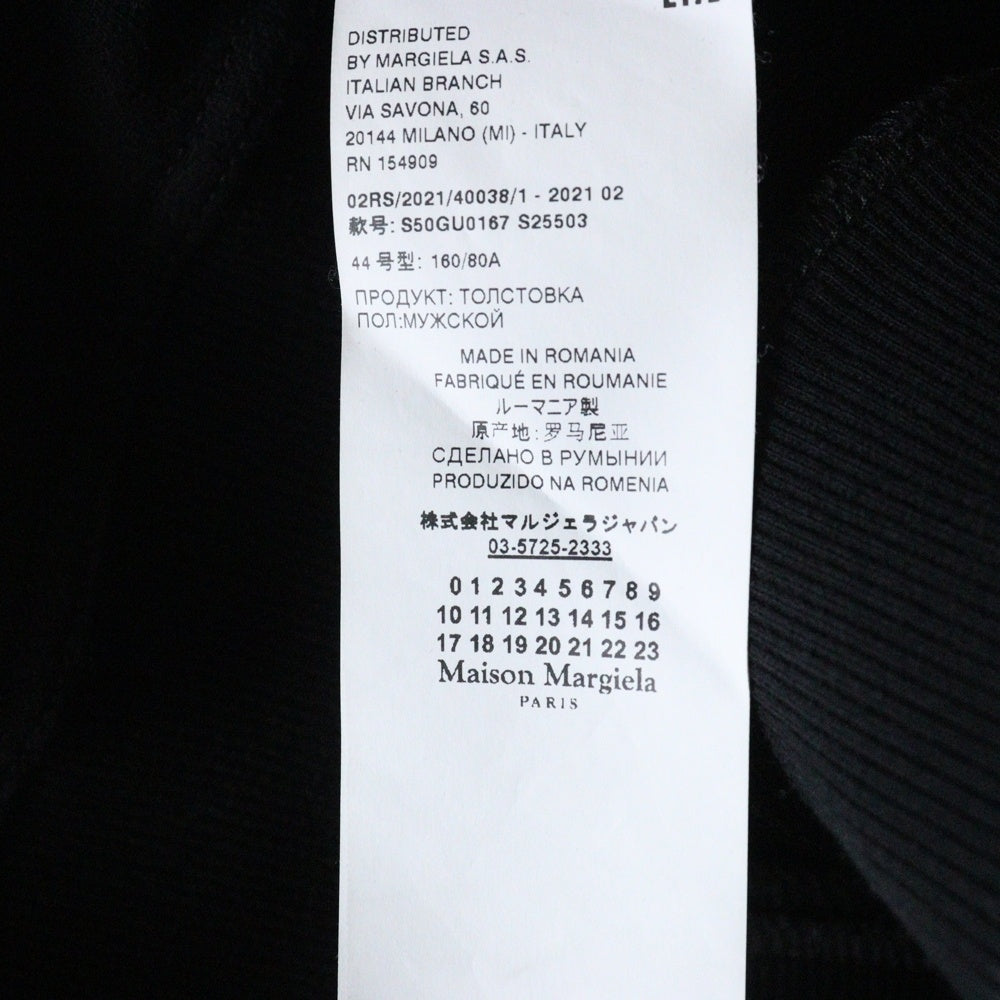 DISTRIBUTED
BY MARGIELA S.A.S.
ITALIAN BRANCH
VIA SAVONA, 60
20144 MILANO (MI) - ITALY
RN 154909
02RS/2021/40038/1 - 2021 02
款号: S50GU0167 S25503
44 号型: 160/80A
ПРОДУКТ: ТОЛСТОВКА
ПОЛ:МУЖСКОЙ
MADE IN ROMANIA
FABRIQUÉ EN ROUMANIE
ルーマニア製
原产地:罗马尼亚
СДЕЛАНО В РУМЫНИИ
PRODUZIDO NA ROMENIA
株式会社マルジェラジャパン
03-5725-2333
0 1 2 3 4 5 6 7 8 9
10 11 12 13 14 15 16
17 18 19 20 21 22 23
Maison Margiela
PARIS